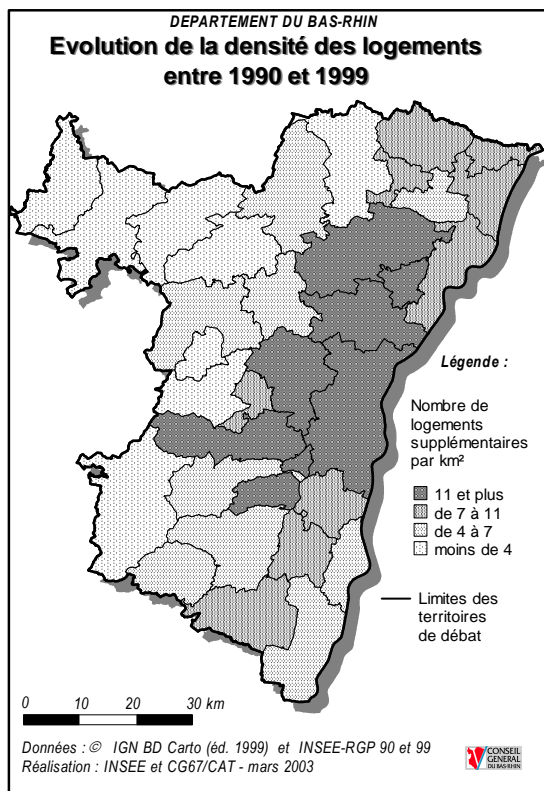 DEPARTEMENT DU BAS-RHIN
Evolution de la densité des logements
entre 1990 et 1999
Légende :
Nombre de
logements
supplémentaires
par km²
11 et plus
de 7 à 11
de 4 à 7
moins de 4
Limites des
territoires
de débat
0 10 20 30 km
Données : © IGN BD Carto (éd. 1999) et INSEE-RGP 90 et 99
Réalisation : INSEE et CG67/CAT - mars 2003
CONSEIL
GENERAL
DU BAS-RHIN